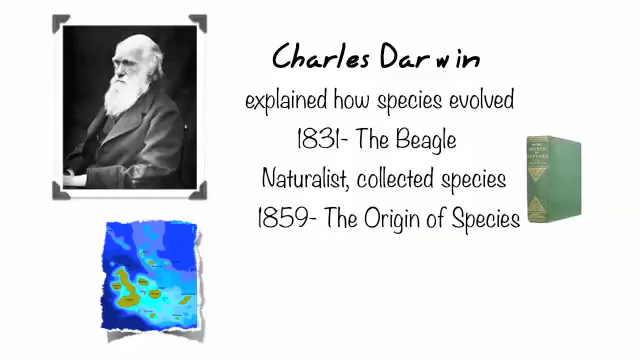 Charles Darwin
explained how species evolved
1831- The Beagle
Naturalist, collected species
1859- The Origin of Species